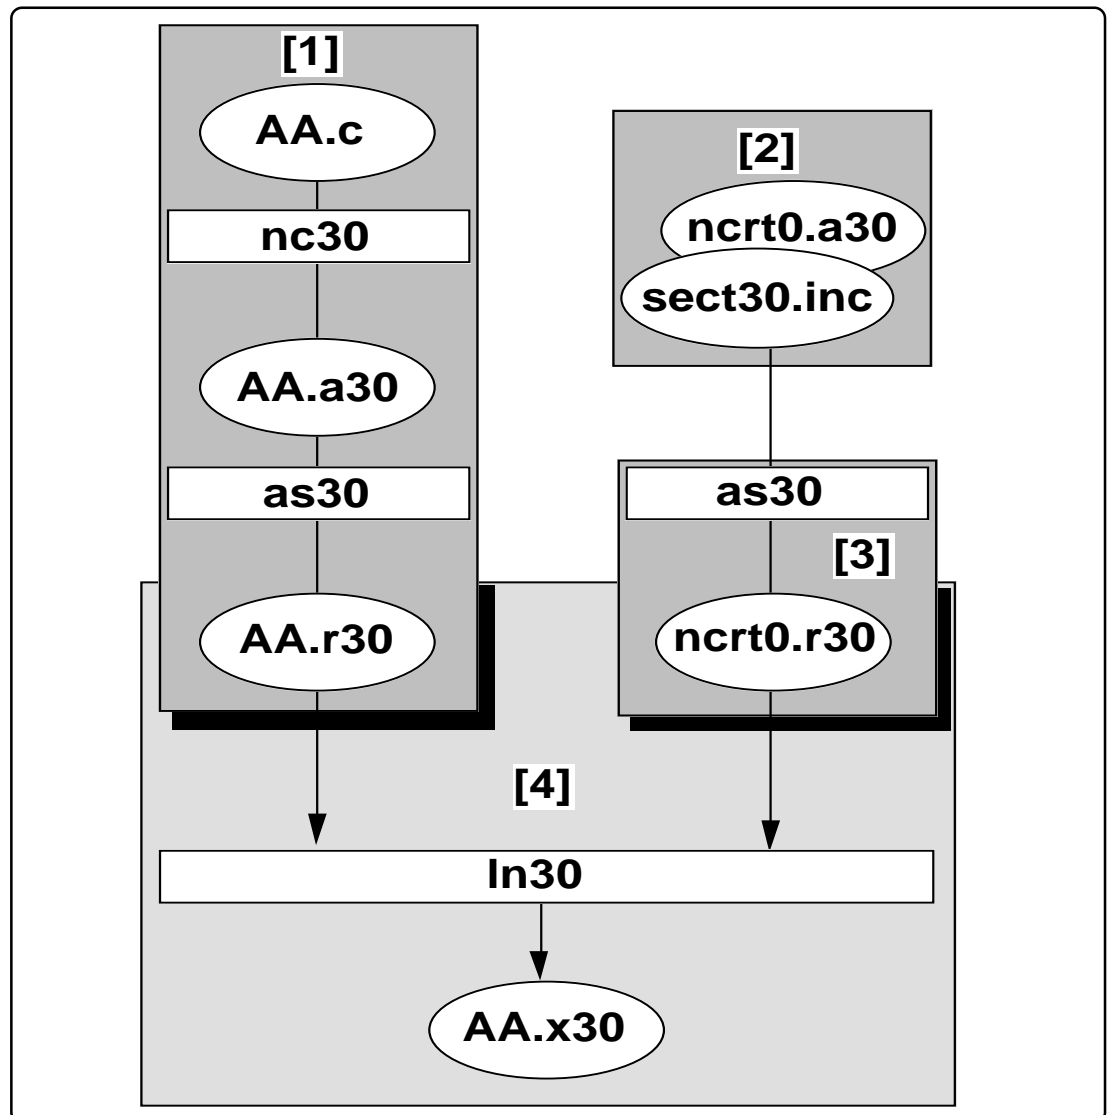 [1]
AA.c
nc30
AA.a30
as30
AA.r30
[2]
ncrt0.a30
sect30.inc
as30
[3]
ncrt0.r30
[4]
ln30
AA.x30